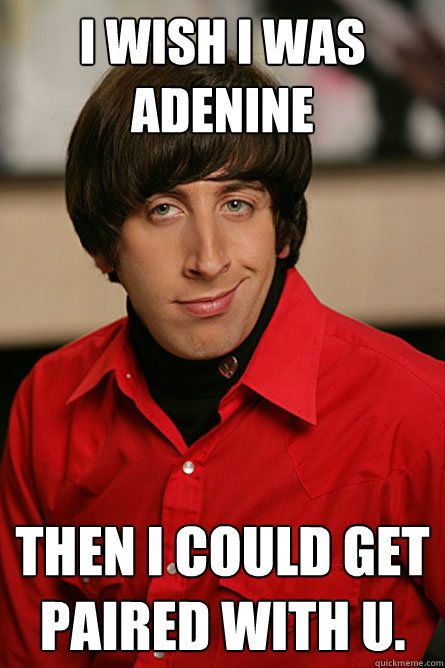 I WISH I WAS
ADENINE
THEN I COULD GET
PAIRED WITH U.
quickmeme.com